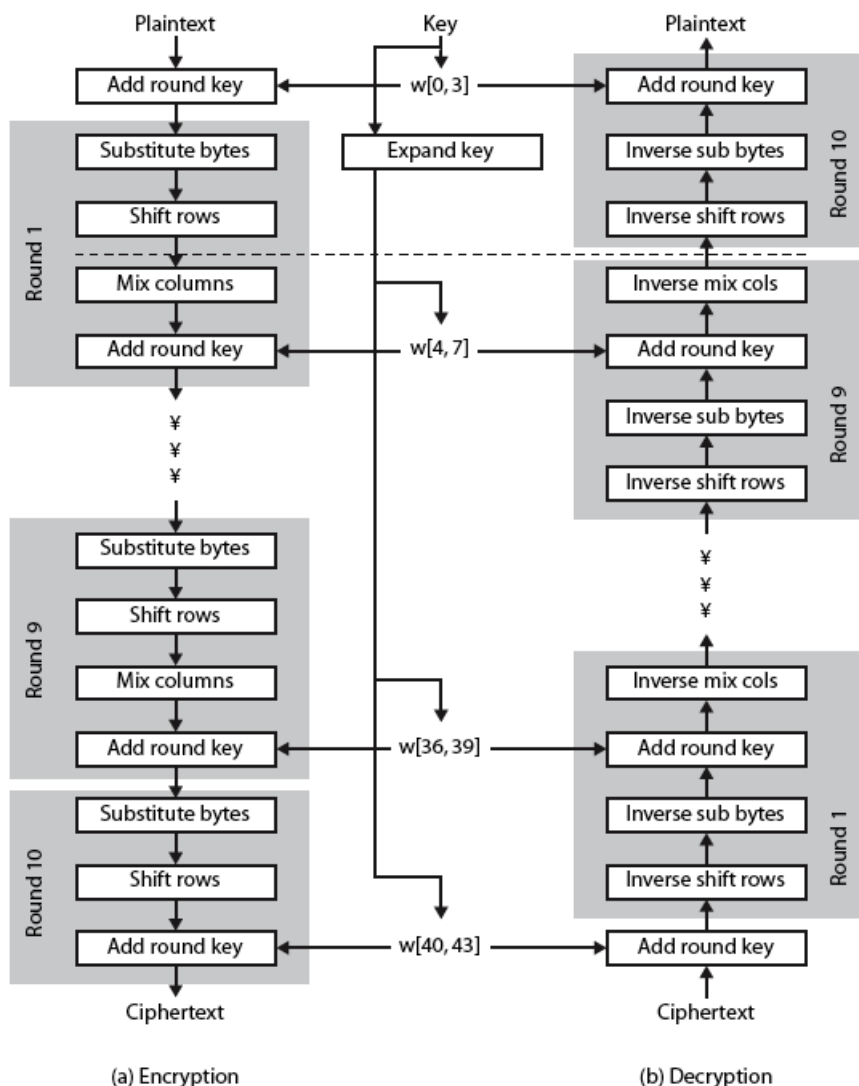 Plaintext
Add round key
Round 1
Substitute bytes
Shift rows
Mix columns
Add round key
¥
¥
¥
Round 9
Substitute bytes
Shift rows
Mix columns
Add round key
Round 10
Substitute bytes
Shift rows
Add round key
Ciphertext
(a) Encryption
Key
w[0, 3]
Expand key
w[4, 7]
w[36, 39]
w[40, 43]
Plaintext
Add round key
Inverse sub bytes
Inverse shift rows
Round 10
Inverse mix cols
Add round key
Inverse sub bytes
Inverse shift rows
Round 9
¥
¥
¥
Inverse mix cols
Add round key
Inverse sub bytes
Inverse shift rows
Round 1
Add round key
Ciphertext
(b) Decryption